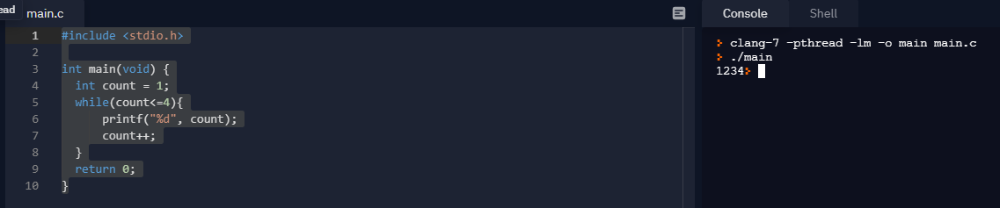 ead
main.c
Console
Shell
1 #include <stdio.h>
2
3 int main(void) {
4   int count = 1;
5   while(count<=4){
6       printf("%d", count);
7       count++;
8   }
9   return 0;
10 }
clang-7 -pthread -lm -o main main.c
./main
1234